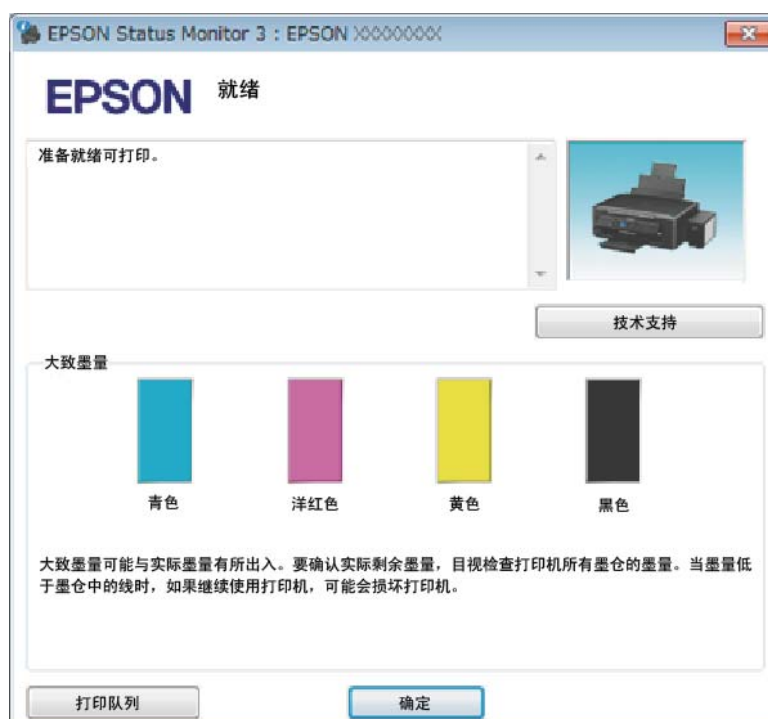 EPSON Status Monitor 3 : EPSON XXXXXXXX
EPSON 就绪
准备就绪可打印。
技术支持
大致墨量
青色 洋红色 黄色 黑色
大致墨量可能与实际墨量有所出入。要确认实际剩余墨量，目视检查打印机所有墨仓的墨量。当墨量低
于墨仓中的线时，如果继续使用打印机，可能会损坏打印机。
打印队列 确定